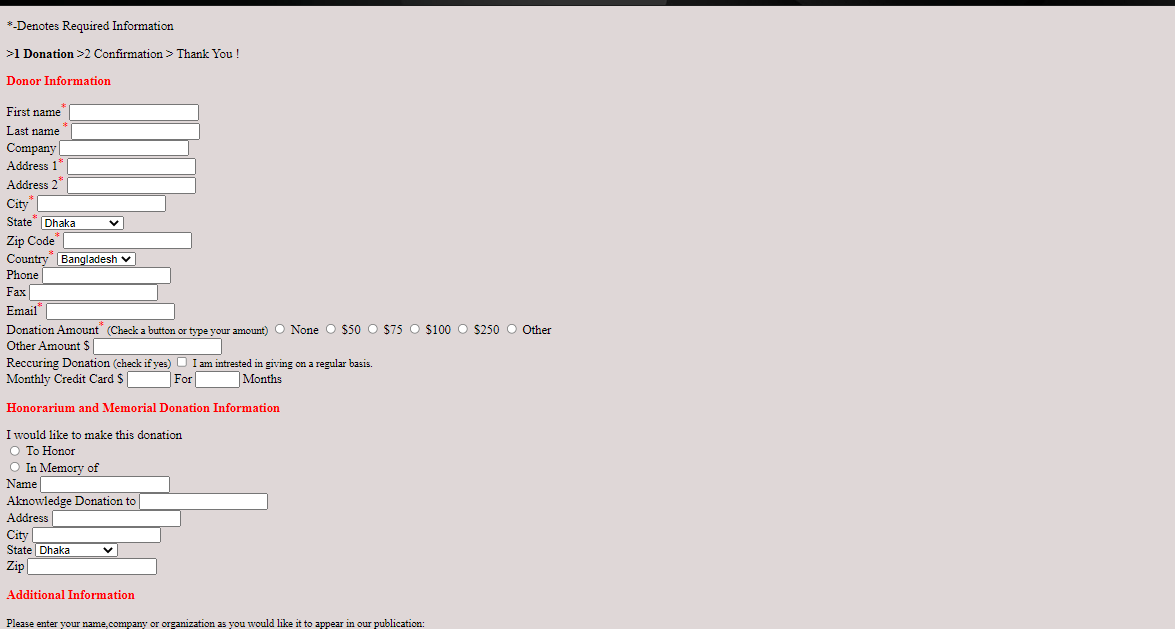 *-Denotes Required Information
>1 Donation >2 Confirmation > Thank You !
Donor Information
First name*
Last name *
Company
Address 1*
Address 2*
City*
State* Dhaka
Zip Code*
Country* Bangladesh
Phone
Fax
Email*
Donation Amount* (Check a button or type your amount) None $50 $75 $100 $250 Other
Other Amount $
Reccuring Donation (check if yes) I am intrested in giving on a regular basis.
Monthly Credit Card $ For Months
Honorarium and Memorial Donation Information
I would like to make this donation
To Honor
In Memory of
Name
Aknowledge Donation to
Address
City
State Dhaka
Zip
Additional Information
Please enter your name,company or organization as you would like it to appear in our publication: